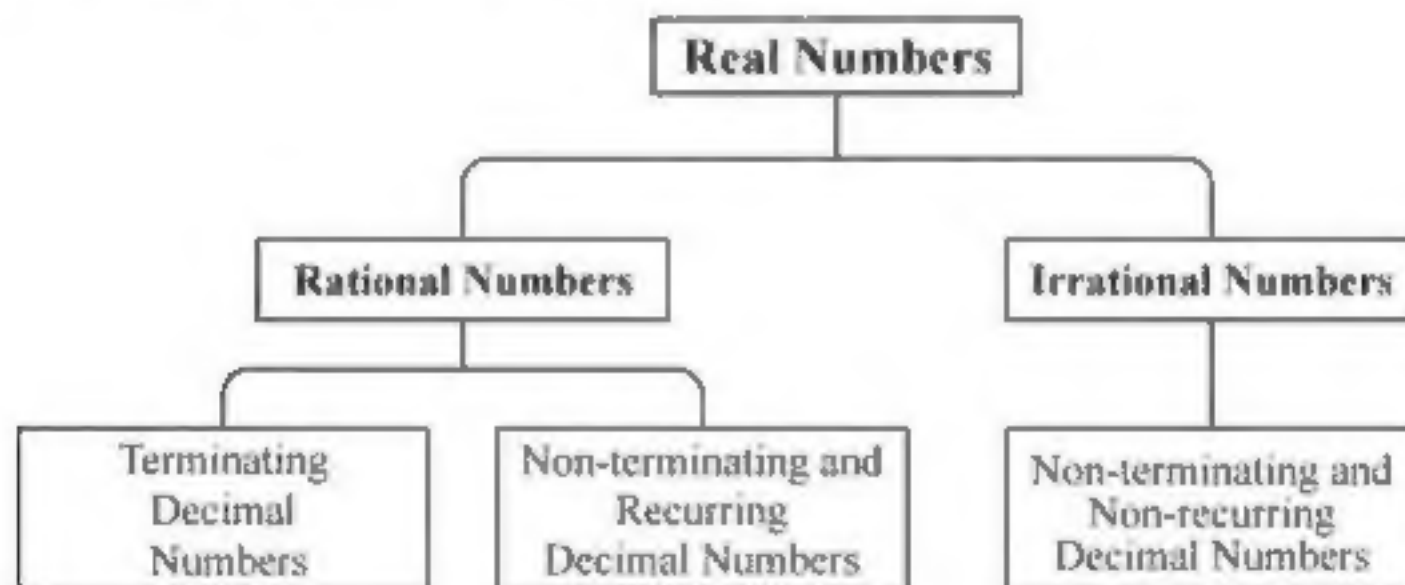 Real Numbers
Rational Numbers
Irrational Numbers
Terminating
Decimal
Numbers
Non-terminating and
Recurring
Decimal Numbers
Non-terminating and
Non-recurring
Decimal Numbers